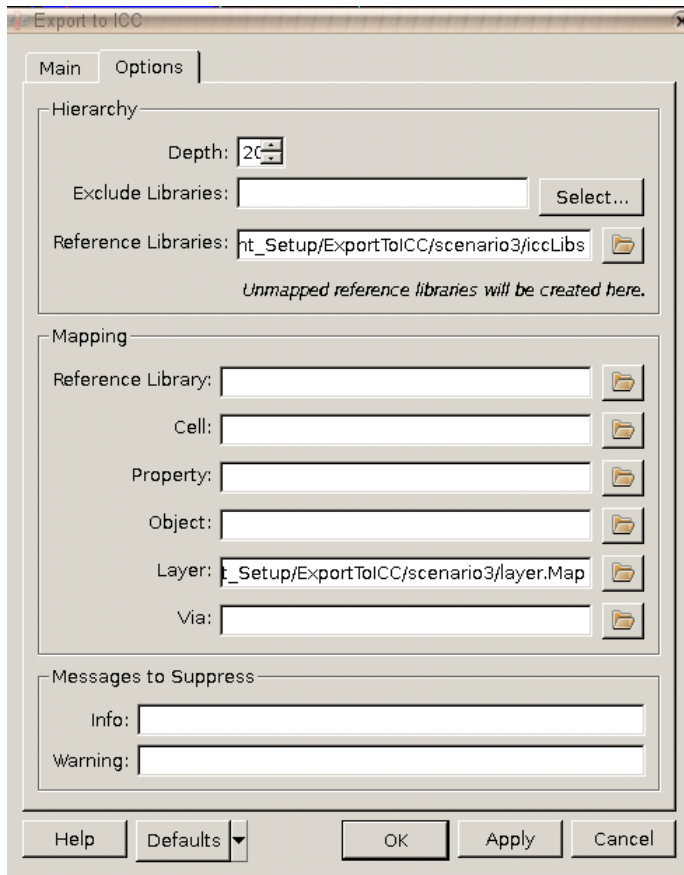 Export to ICC
Main Options
Hierarchy
Depth: 20
Exclude Libraries: Select...
Reference Libraries: nt_Setup/ExportToICC/scenario3/iccLibs
Unmapped reference libraries will be created here.
Mapping
Reference Library:
Cell:
Property:
Object:
Layer: t_Setup/ExportToICC/scenario3/layer.Map
Via:
Messages to Suppress
Info:
Warning:
Help Defaults OK Apply Cancel